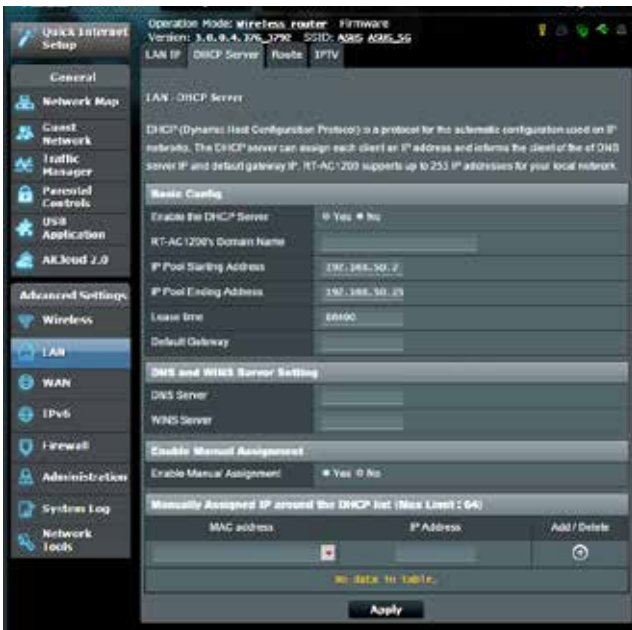 Quick Internet
Setup
Operation Mode: Wireless router Firmware
Version: 3.0.0.4.376_3792 SSID: ASUS ASUS_5G
LAN IP DHCP Server Route IPTV
General
Network Map
Guest
Network
Traffic
Manager
Parental
Controls
USB
Application
AiCloud 2.0
Advanced Settings
Wireless
LAN
WAN
IPv6
Firewall
Administration
System Log
Network
Tools
LAN - DHCP Server
DHCP (Dynamic Host Configuration Protocol) is a protocol for the automatic configuration used on IP
networks. The DHCP server can assign each client an IP address and informs the client of the of DNS
server IP and default gateway IP. RT-AC1200 supports up to 253 IP addresses for your local network.
Basic Config
Enable the DHCP Server Yes No
RT-AC1200's Domain Name
IP Pool Starting Address 192.168.50.2
IP Pool Ending Address 192.168.50.25
Lease time 86400
Default Gateway
DNS and WINS Server Setting
DNS Server
WINS Server
Enable Manual Assignment
Enable Manual Assignment Yes No
Manually Assigned IP around the DHCP list (Max Limit : 64)
MAC address IP Address Add / Delete
No data in table.
Apply